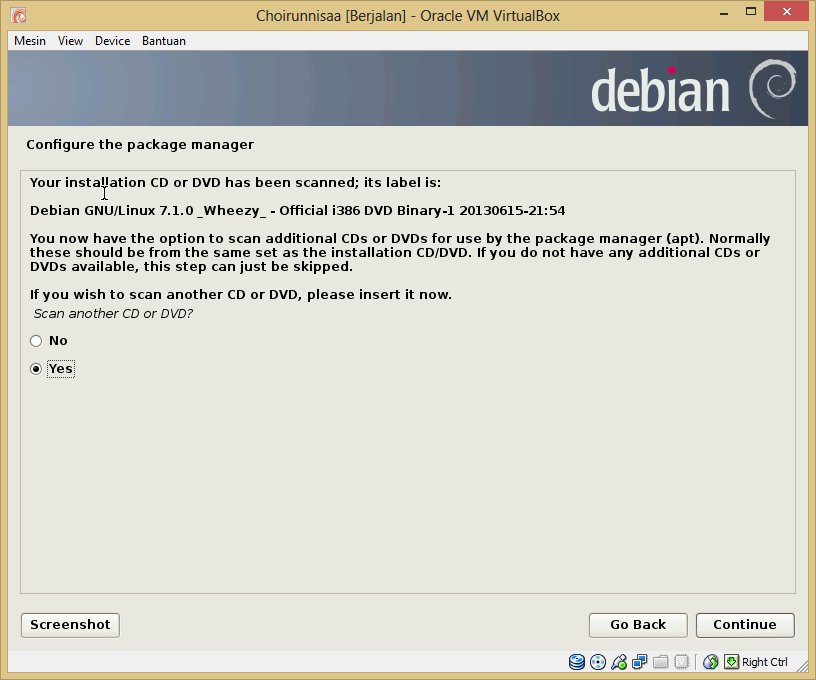 Choirunnisaa [Berjalan] - Oracle VM VirtualBox
Mesin View Device Bantuan
debian
Configure the package manager
Your installation CD or DVD has been scanned; its label is:
Debian GNU/Linux 7.1.0 _Wheezy_ - Official i386 DVD Binary-1 20130615-21:54
You now have the option to scan additional CDs or DVDs for use by the package manager (apt). Normally
these should be from the same set as the installation CD/DVD. If you do not have any additional CDs or
DVDs available, this step can just be skipped.
If you wish to scan another CD or DVD, please insert it now.
Scan another CD or DVD?
No
Yes
Screenshot Go Back Continue
Right Ctrl